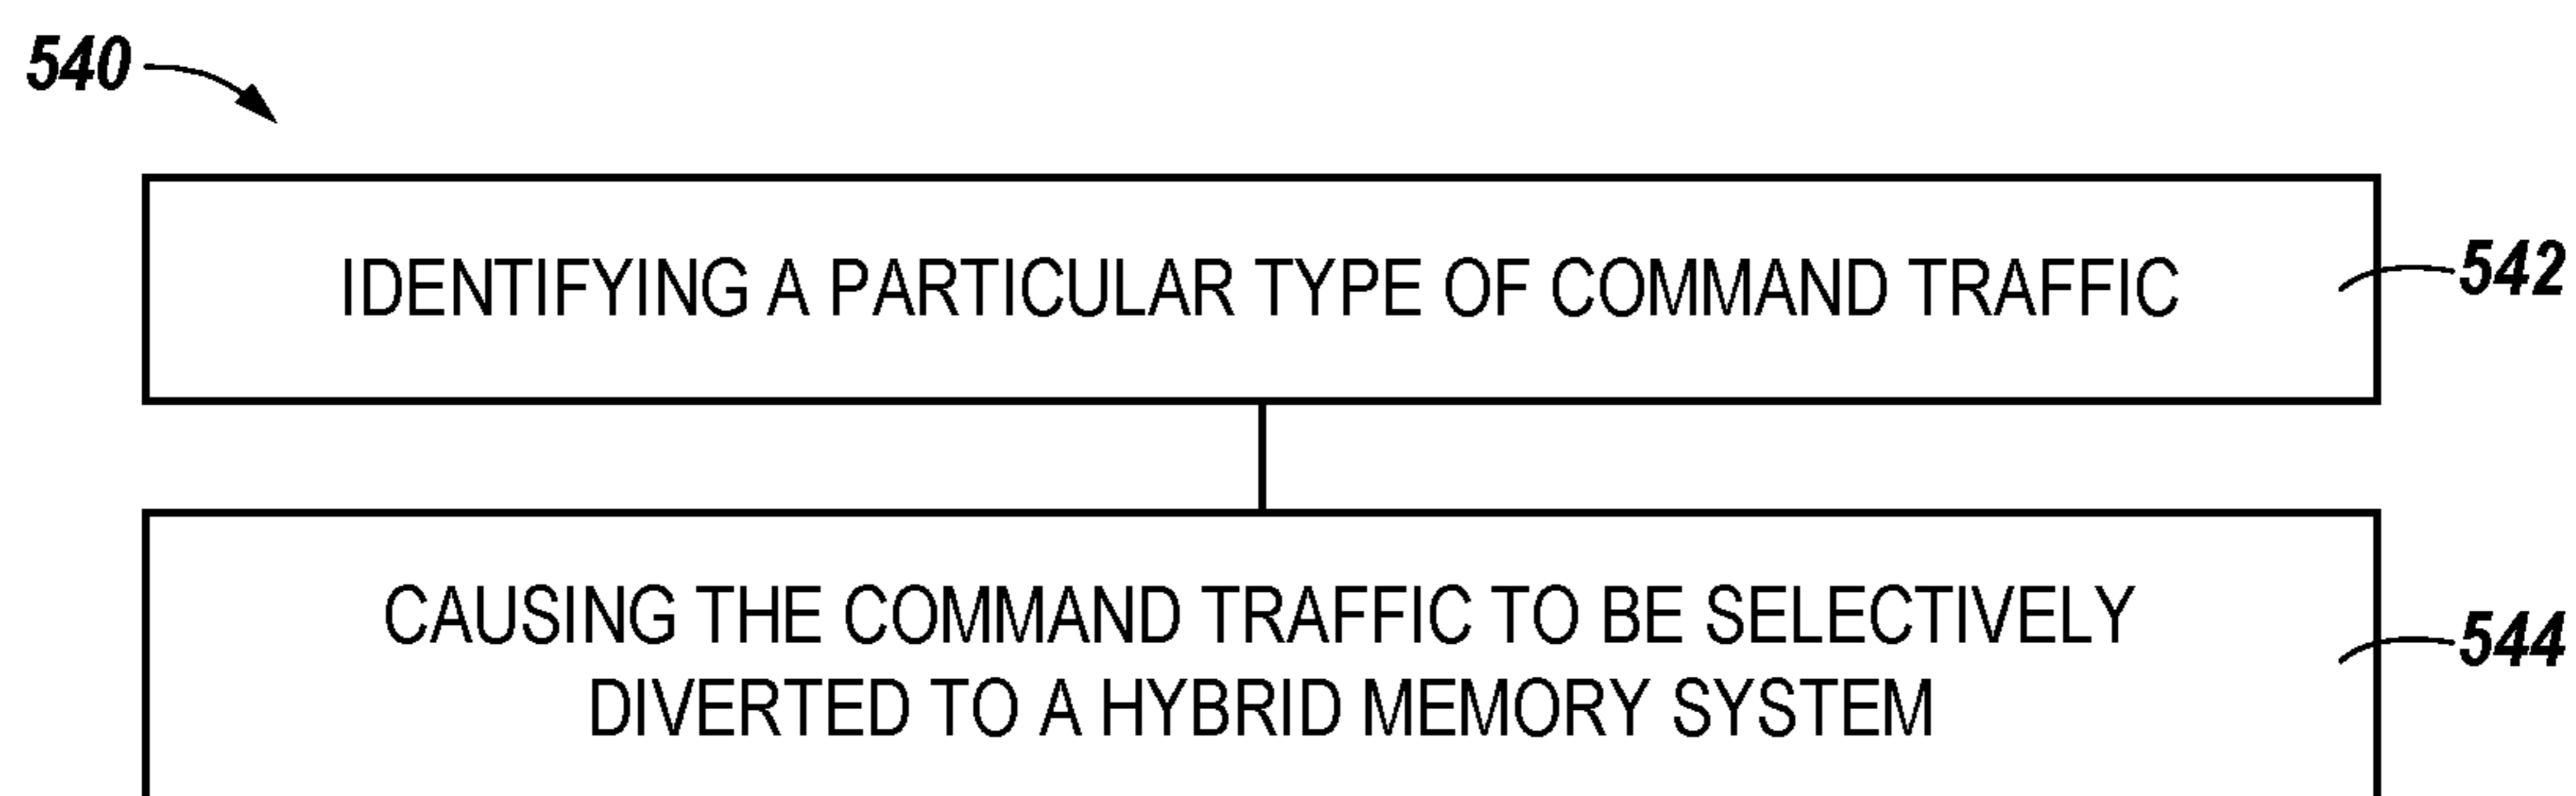 540
IDENTIFYING A PARTICULAR TYPE OF COMMAND TRAFFIC
542
CAUSING THE COMMAND TRAFFIC TO BE SELECTIVELY
DIVERTED TO A HYBRID MEMORY SYSTEM
544